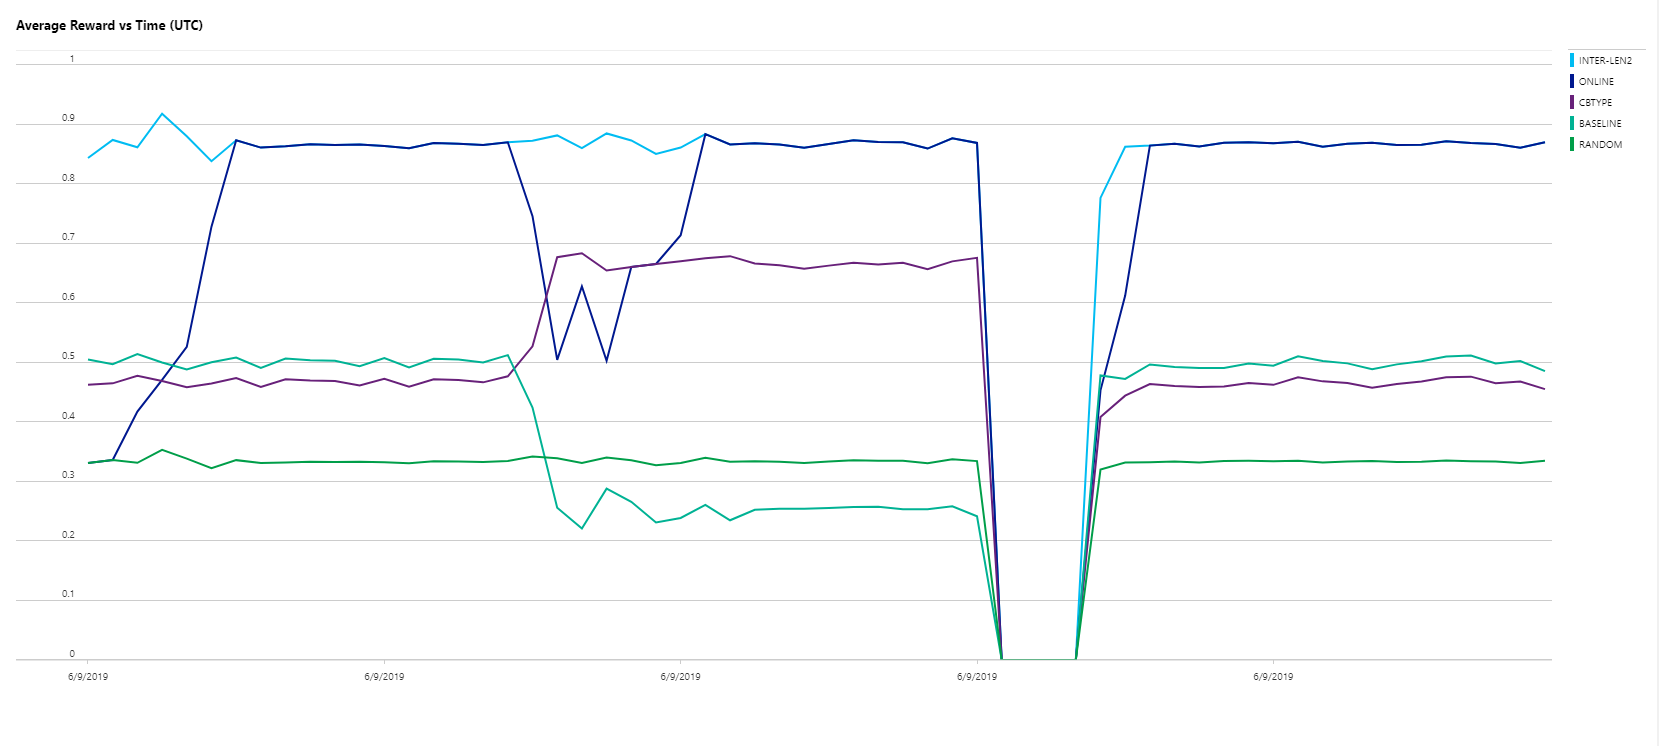 Average Reward vs Time (UTC)
1
0.9
0.8
0.7
0.6
0.5
0.4
0.3
0.2
0.1
0
6/9/2019
6/9/2019
6/9/2019
6/9/2019
6/9/2019
INTER-LEN2
ONLINE
CBTYPE
BASELINE
RANDOM